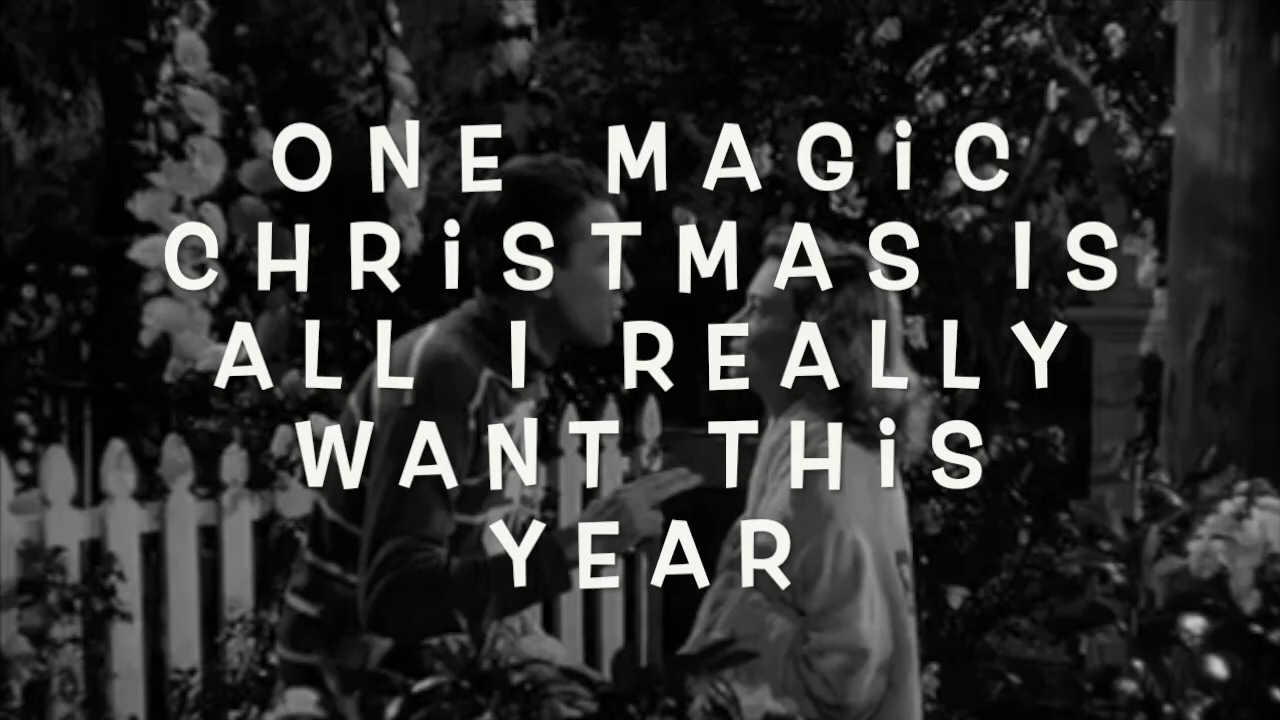 ONE MAGiC
CHRiSTMAS IS
ALL I REALLY
WANT THiS
YEAR